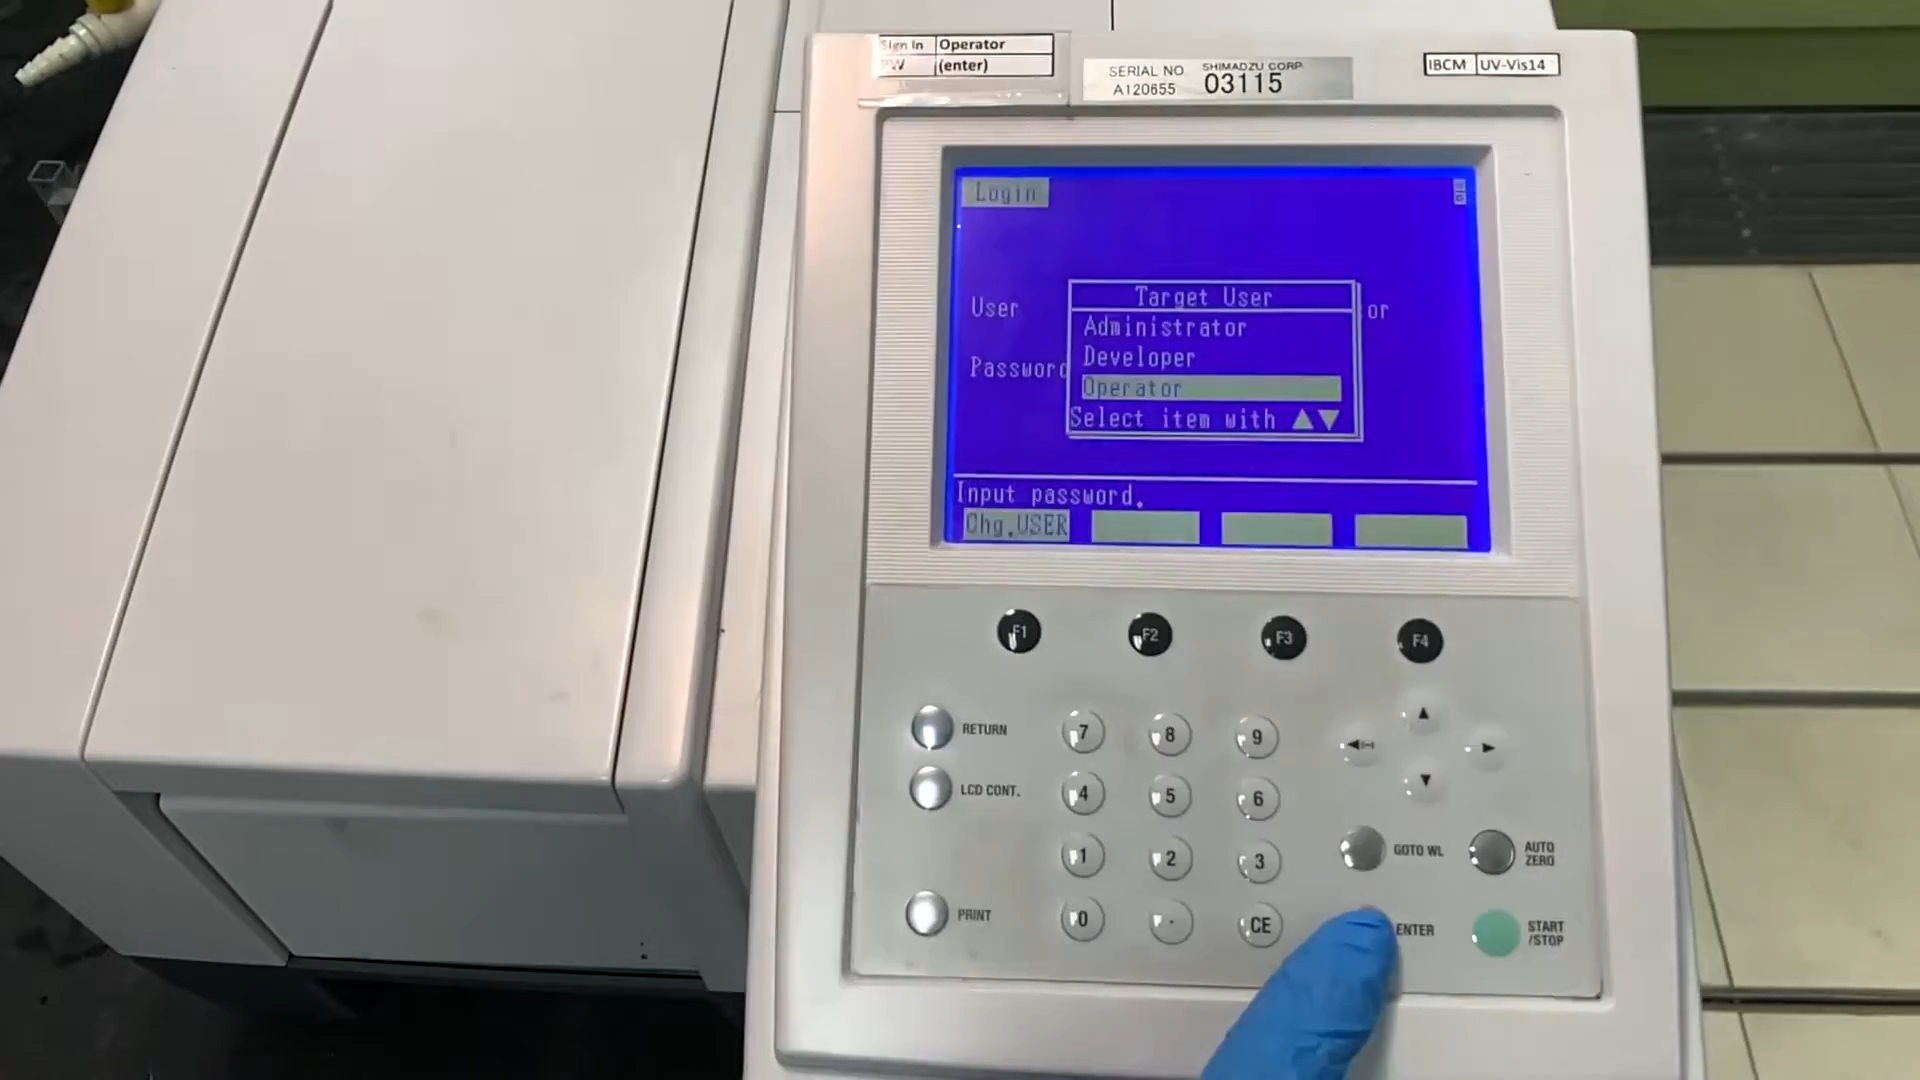 Sign In Operator
PW (enter)
SERIAL NO. SHIMADZU CORP.
A120655 03115
IBCM UV-Vis14
Login
User or
Password
Target User
Administrator
Developer
Operator
Select item with ▲▼
Input password.
Chg.USER
F1 F2 F3 F4
RETURN 7 8 9
LCD CONT. 4 5 6
1 2 3 GOTO WL AUTO ZERO
PRINT 0 . CE ENTER START /STOP